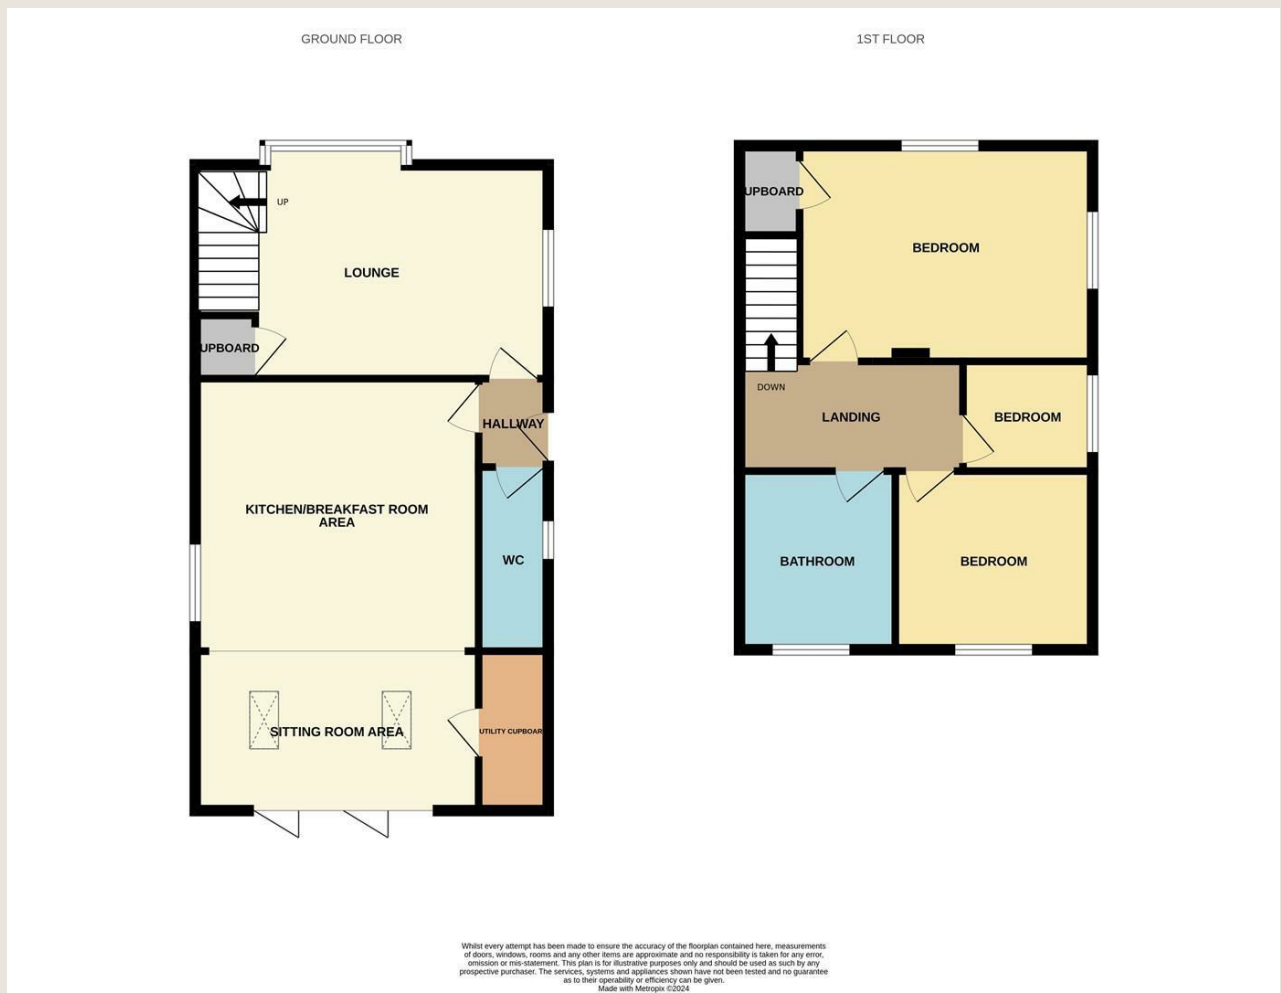 GROUND FLOOR
1ST FLOOR
UP
LOUNGE
UPBOARD
HALLWAY
KITCHEN/BREAKFAST ROOM
AREA
WC
SITTING ROOM AREA
UTILITY CUPBOAR
UPBOARD
BEDROOM
DOWN
LANDING
BEDROOM
BATHROOM
BEDROOM
Whilst every attempt has been made to ensure the accuracy of the floorplan contained here, measurements
of doors, windows, rooms and any other items are approximate and no responsibility is taken for any error,
omission or mis-statement. This plan is for illustrative purposes only and should be used as such by any
prospective purchaser. The services, systems and appliances shown have not been tested and no guarantee
as to their operability or efficiency can be given.
Made with Metropix ©2024